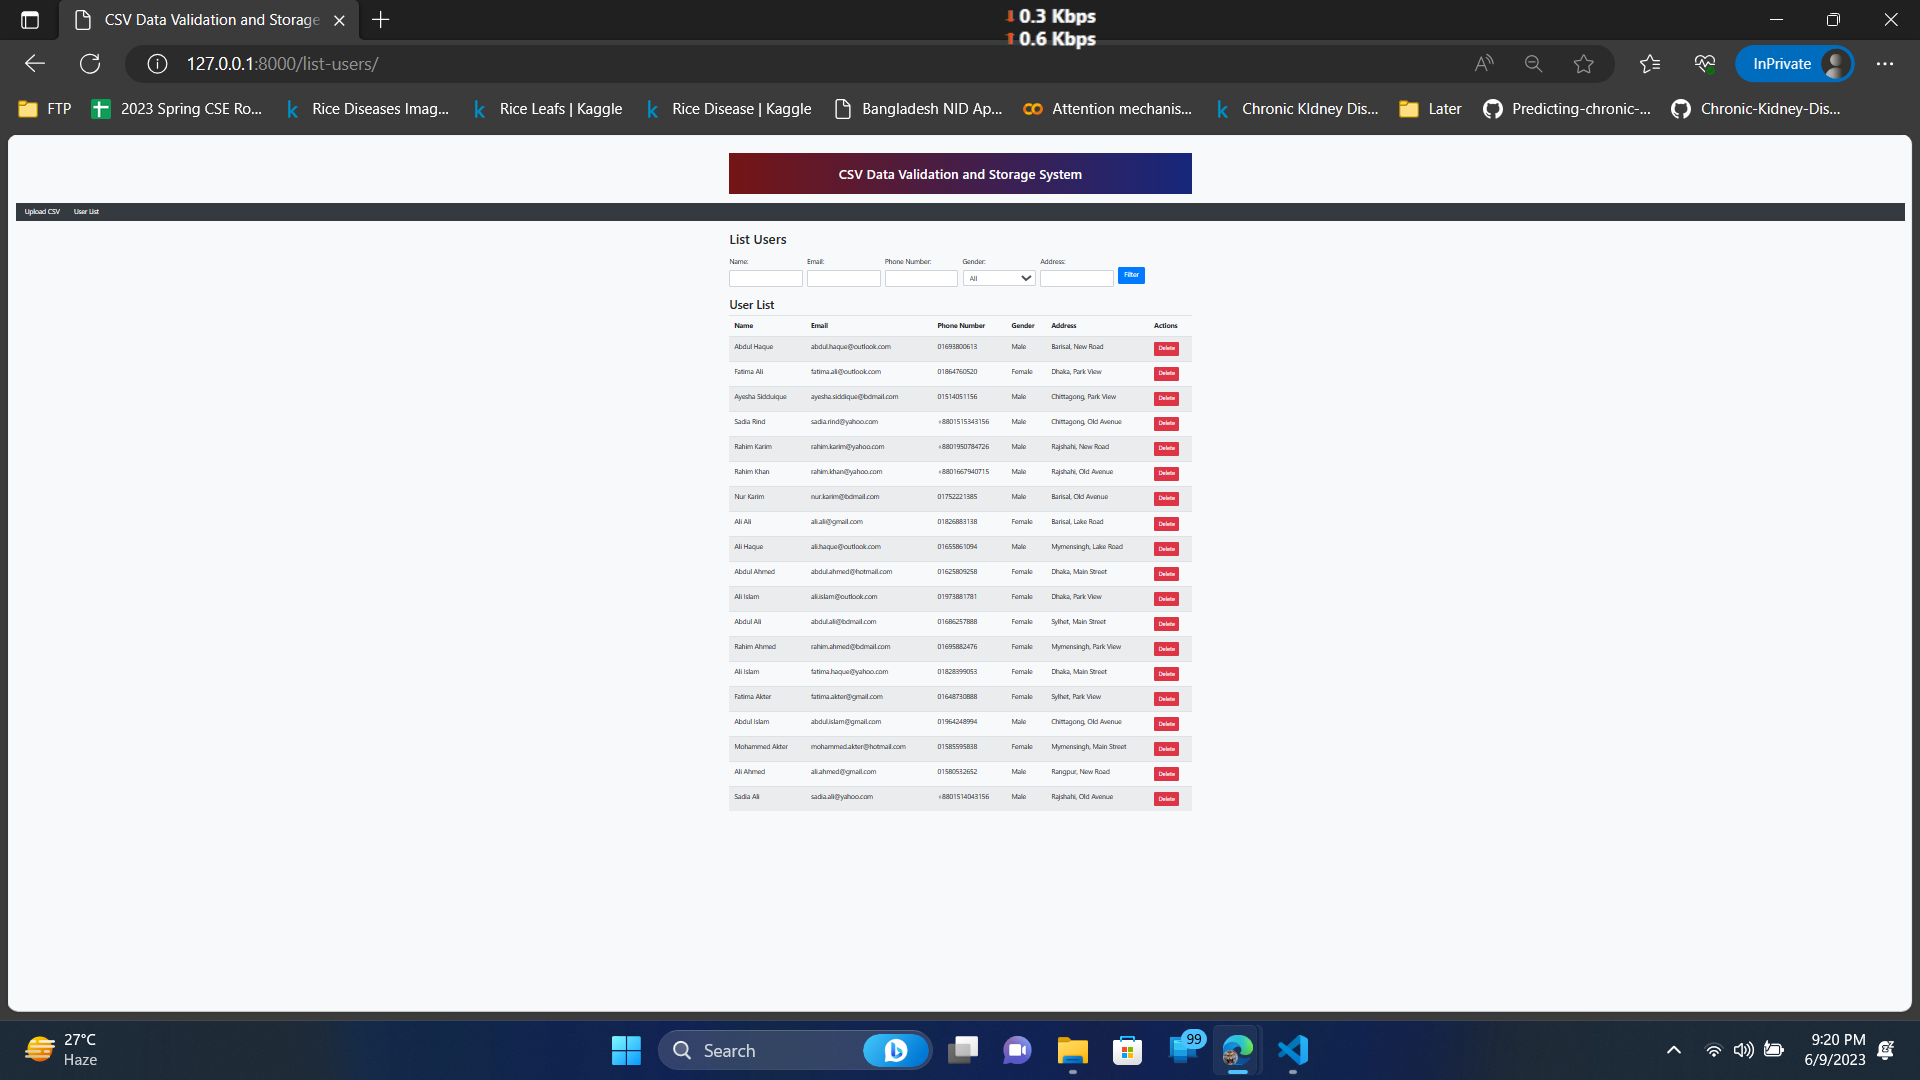 CSV Data Validation and Storage
0.3 Kbps
0.6 Kbps
127.0.0.1:8000/list-users/
InPrivate
FTP 2023 Spring CSE Ro... Rice Diseases Imag... Rice Leafs | Kaggle Rice Disease | Kaggle Bangladesh NID Ap... Attention mechanis... Chronic KIdney Dis... Later Predicting-chronic-... Chronic-Kidney-Dis...
CSV Data Validation and Storage System
Upload CSV User List
List Users
Name: Email: Phone Number: Gender: Address:
All Filter
User List
Name Email Phone Number Gender Address Actions
Abdul Haque abdul.haque@outlook.com 01693800613 Male Barisal, New Road Delete
Fatima Ali fatima.ali@outlook.com 01864760520 Female Dhaka, Park View Delete
Ayesha Sidduique ayesha.siddique@bdmail.com 01514051156 Male Chittagong, Park View Delete
Sadia Rind sadia.rind@yahoo.com +8801515343156 Male Chittagong, Old Avenue Delete
Rahim Karim rahim.karim@yahoo.com +8801950784726 Male Rajshahi, New Road Delete
Rahim Khan rahim.khan@yahoo.com +8801667940715 Male Rajshahi, Old Avenue Delete
Nur Karim nur.karim@bdmail.com 01752221385 Male Barisal, Old Avenue Delete
Ali Ali ali.ali@gmail.com 01826883138 Female Barisal, Lake Road Delete
Ali Haque ali.haque@outlook.com 01655861094 Male Mymensingh, Lake Road Delete
Abdul Ahmed abdul.ahmed@hotmail.com 01625809258 Female Dhaka, Main Street Delete
Ali Islam ali.islam@outlook.com 01973881781 Female Dhaka, Park View Delete
Abdul Ali abdul.ali@bdmail.com 01686257888 Female Sylhet, Main Street Delete
Rahim Ahmed rahim.ahmed@bdmail.com 01695882476 Female Mymensingh, Park View Delete
Ali Islam fatima.haque@yahoo.com 01828399053 Female Dhaka, Main Street Delete
Fatima Akter fatima.akter@gmail.com 01648730888 Female Sylhet, Park View Delete
Abdul Islam abdul.islam@gmail.com 01964248994 Male Chittagong, Old Avenue Delete
Mohammed Akter mohammed.akter@hotmail.com 01585595838 Female Mymensingh, Main Street Delete
Ali Ahmed ali.ahmed@gmail.com 01580532652 Male Rangpur, New Road Delete
Sadia Ali sadia.ali@yahoo.com +8801514043156 Male Rajshahi, Old Avenue Delete
27°C
Haze
Search
99
9:20 PM
6/9/2023